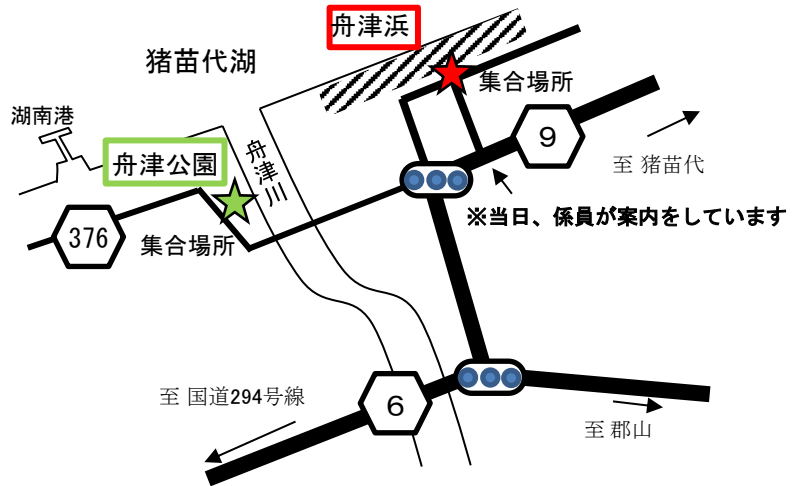 舟津浜
猪苗代湖
集合場所
湖南港
9
舟津公園
舟津川
至 猪苗代
※当日、係員が案内をしています
376
集合場所
至 国道294号線
6
至 郡山